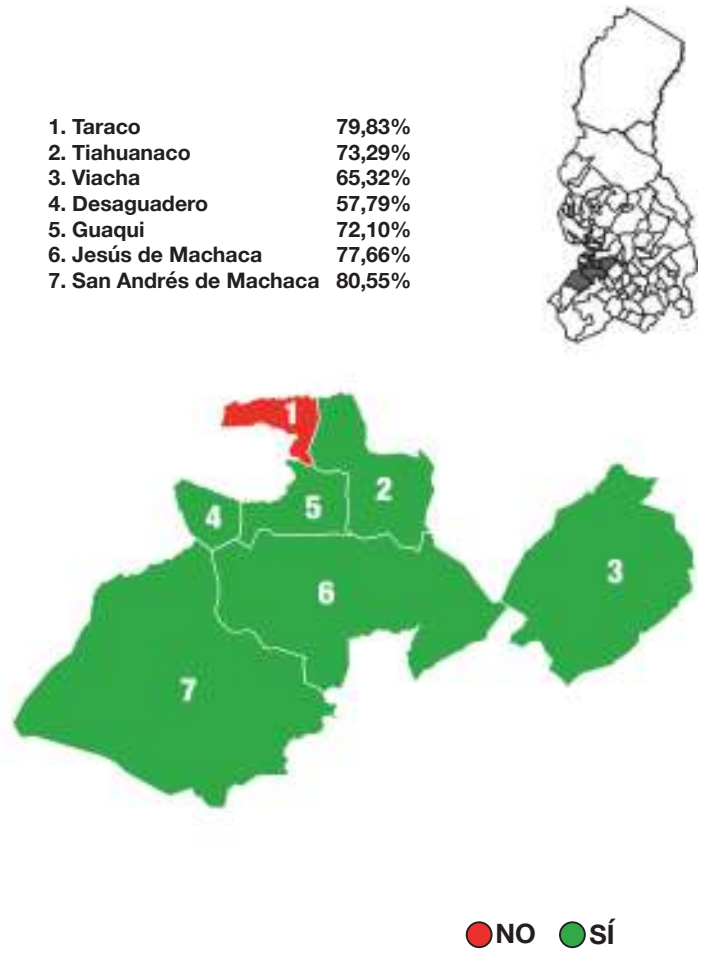 1. Taraco 79,83%
2. Tiahuanaco 73,29%
3. Viacha 65,32%
4. Desaguadero 57,79%
5. Guaqui 72,10%
6. Jesús de Machaca 77,66%
7. San Andrés de Machaca 80,55%
1
2
5
4
3
6
7
NO SÍ